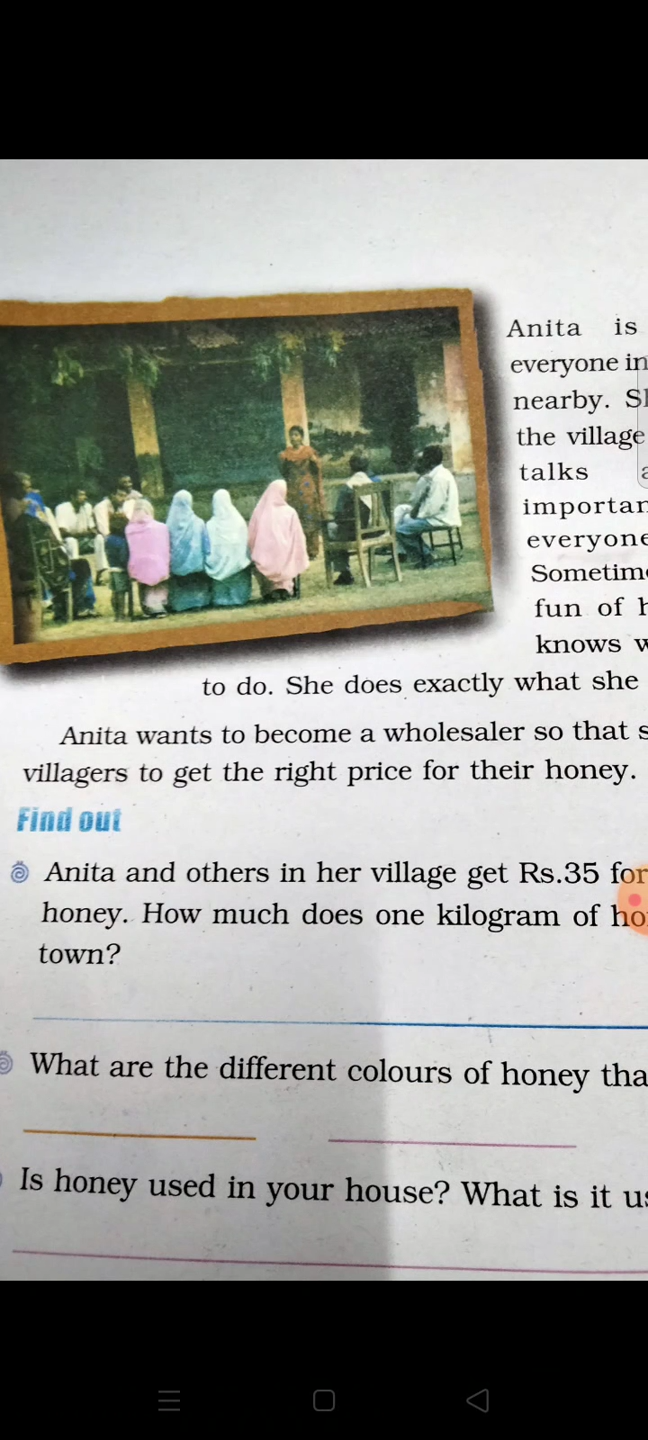 Anita is
everyone in
nearby.
the village
talks
everyone
fun of
knows
to do. She does exactly what she
Anita wants to become a wholesaler so that
villagers to get the right price for their honey.
Find out
Anita and others in her village get Rs.35 for
honey. How much does one kilogram of
town?
What are the different colours of honey
Is honey used in your house? What is it